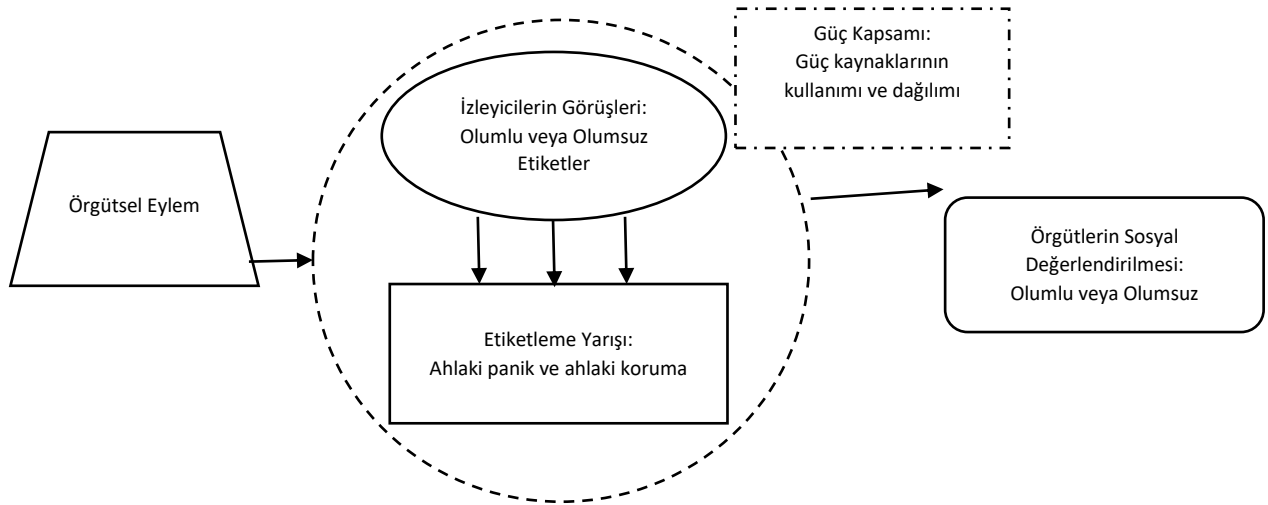 Örgütsel Eylem
İzleyicilerin Görüşleri:
Olumlu veya Olumsuz
Etiketler
Etiketleme Yarışı:
Ahlaki panik ve ahlaki koruma
Güç Kapsamı:
Güç kaynaklarının
kullanımı ve dağılımı
Örgütlerin Sosyal
Değerlendirilmesi:
Olumlu veya Olumsuz